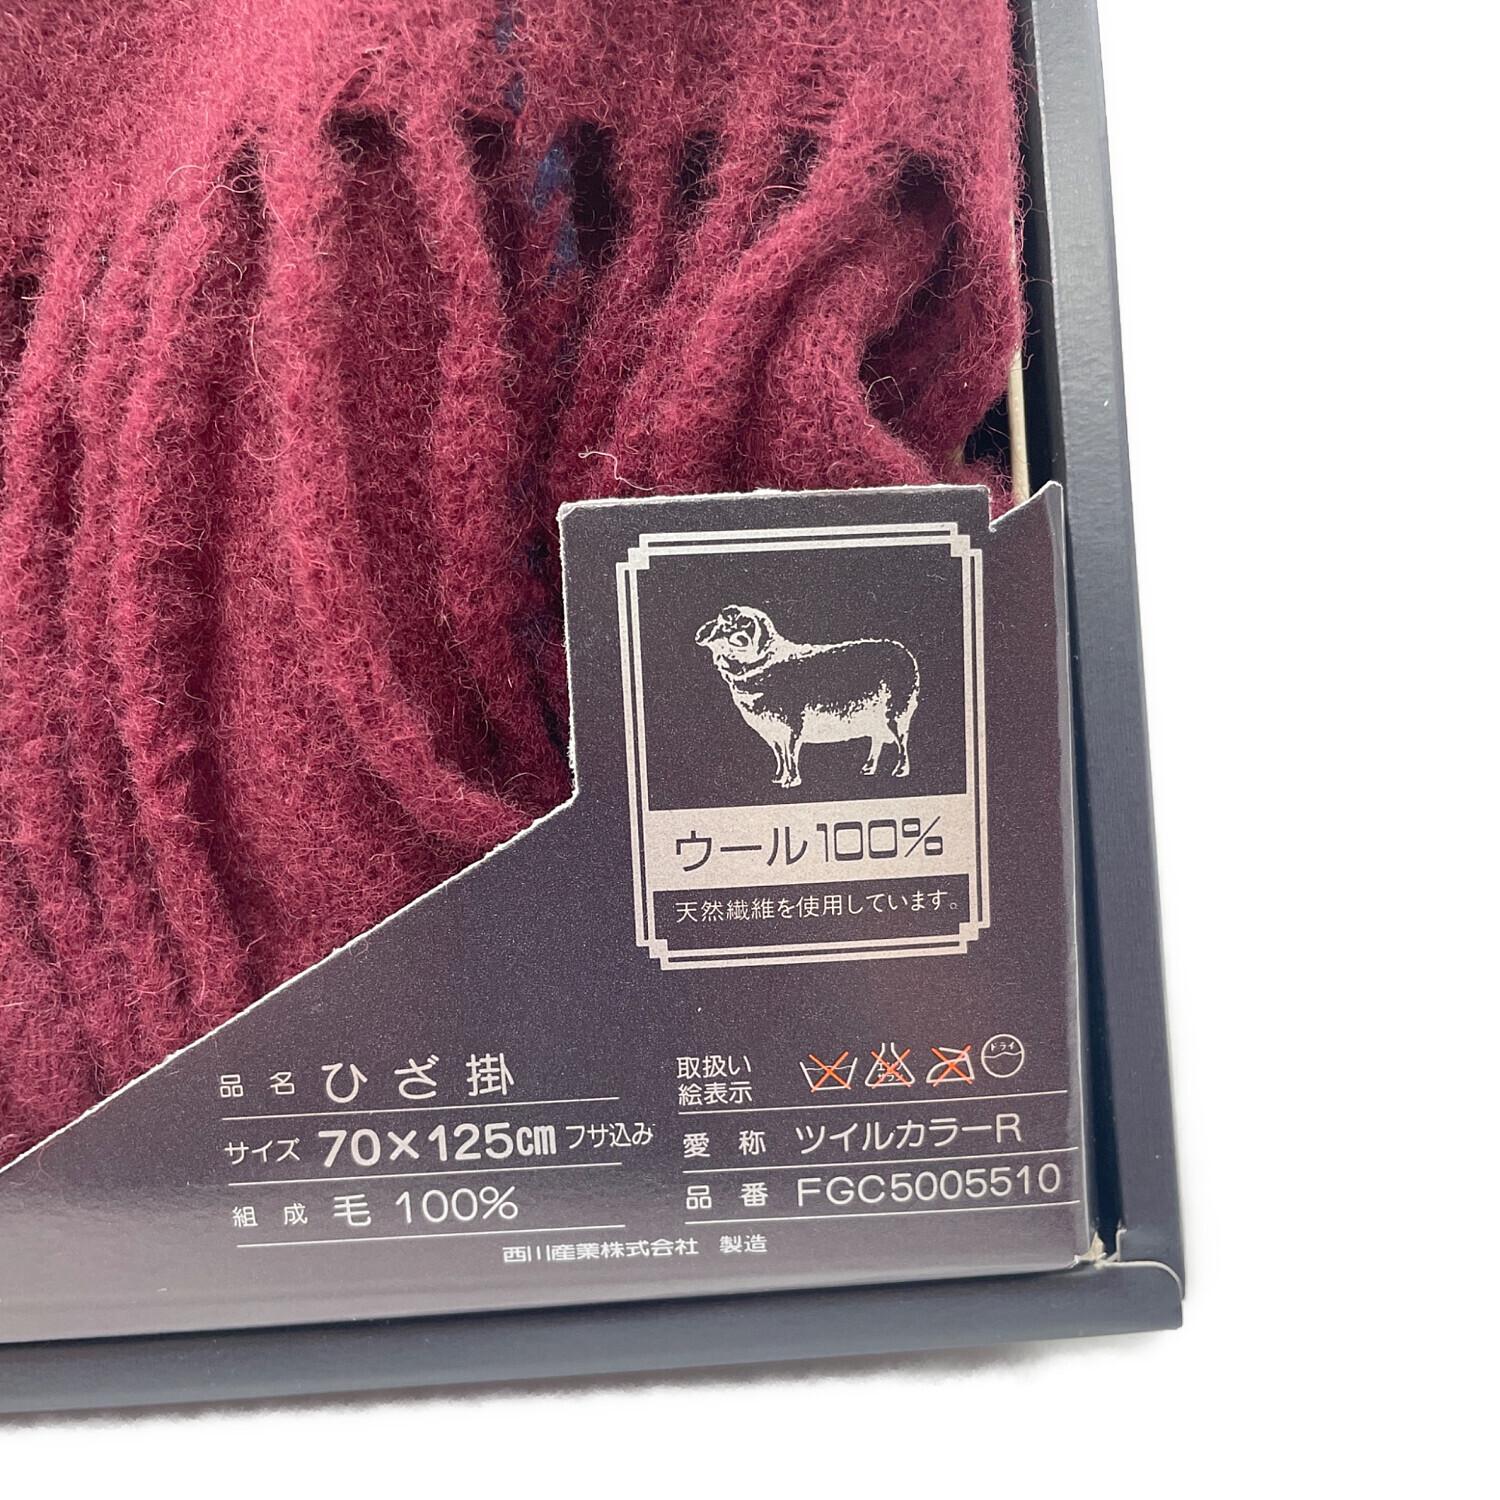 ウール100%
天然繊維を使用しています。
品名 ひざ掛
サイズ 70×125cm フサ込み
組成 毛 100%
取扱い
絵表示
ドライ
愛称 ツイルカラーR
品番 FGC5005510
西川産業株式会社 製造